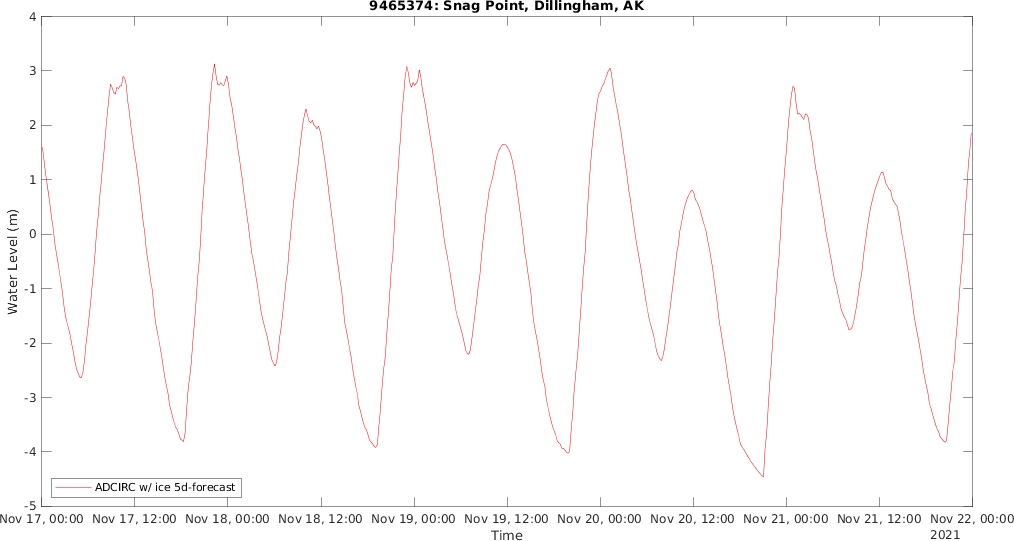 9465374: Snag Point, Dillingham, AK
4
3
2
1
0
-1
-2
-3
-4
-5
Water Level (m)
ADCIRC w/ ice 5d-forecast
Nov 17, 00:00 Nov 17, 12:00 Nov 18, 00:00 Nov 18, 12:00 Nov 19, 00:00 Nov 19, 12:00 Nov 20, 00:00 Nov 20, 12:00 Nov 21, 00:00 Nov 21, 12:00 Nov 22, 00:00
Time
2021